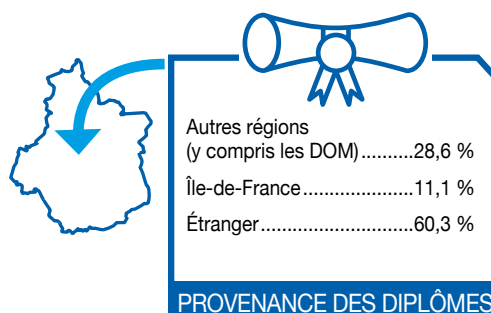 Autres régions
(y compris les DOM)..........28,6 %
Île-de-France.....................11,1 %
Étranger.............................60,3 %
PROVENANCE DES DIPLÔMES